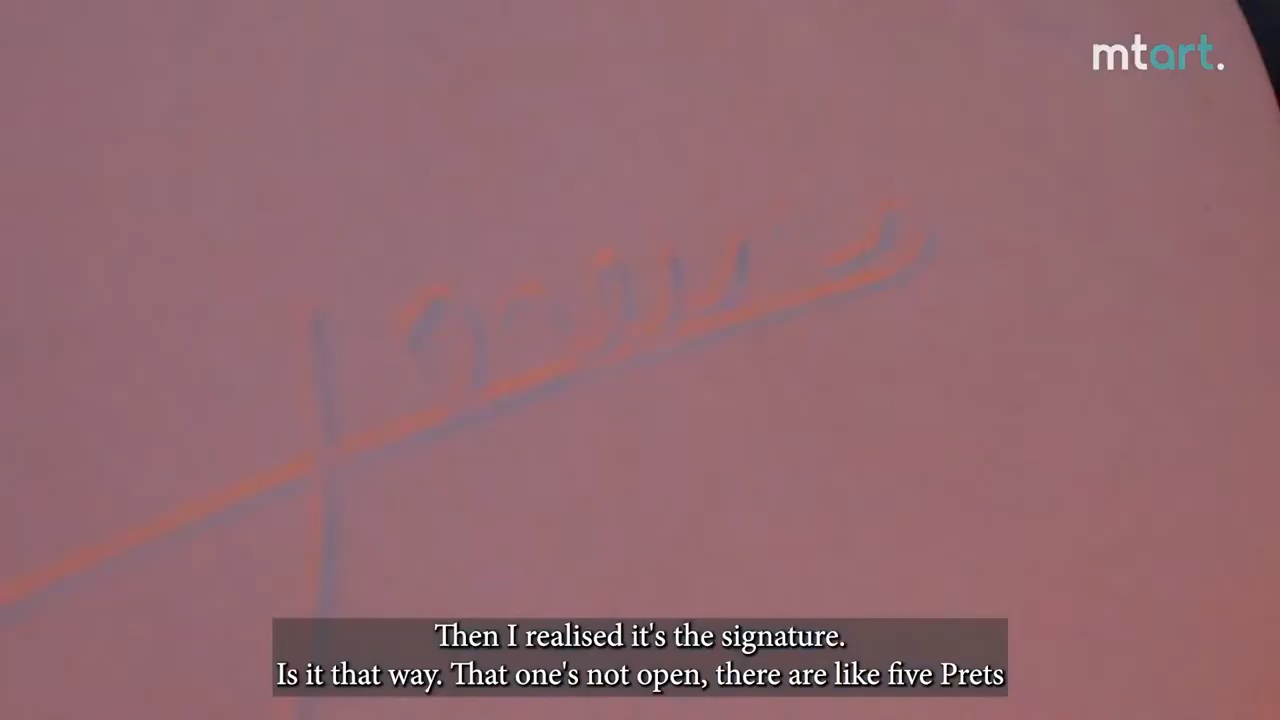 mtart.
Then I realised it's the signature.
Is it that way. That one's not open, there are like five Prets